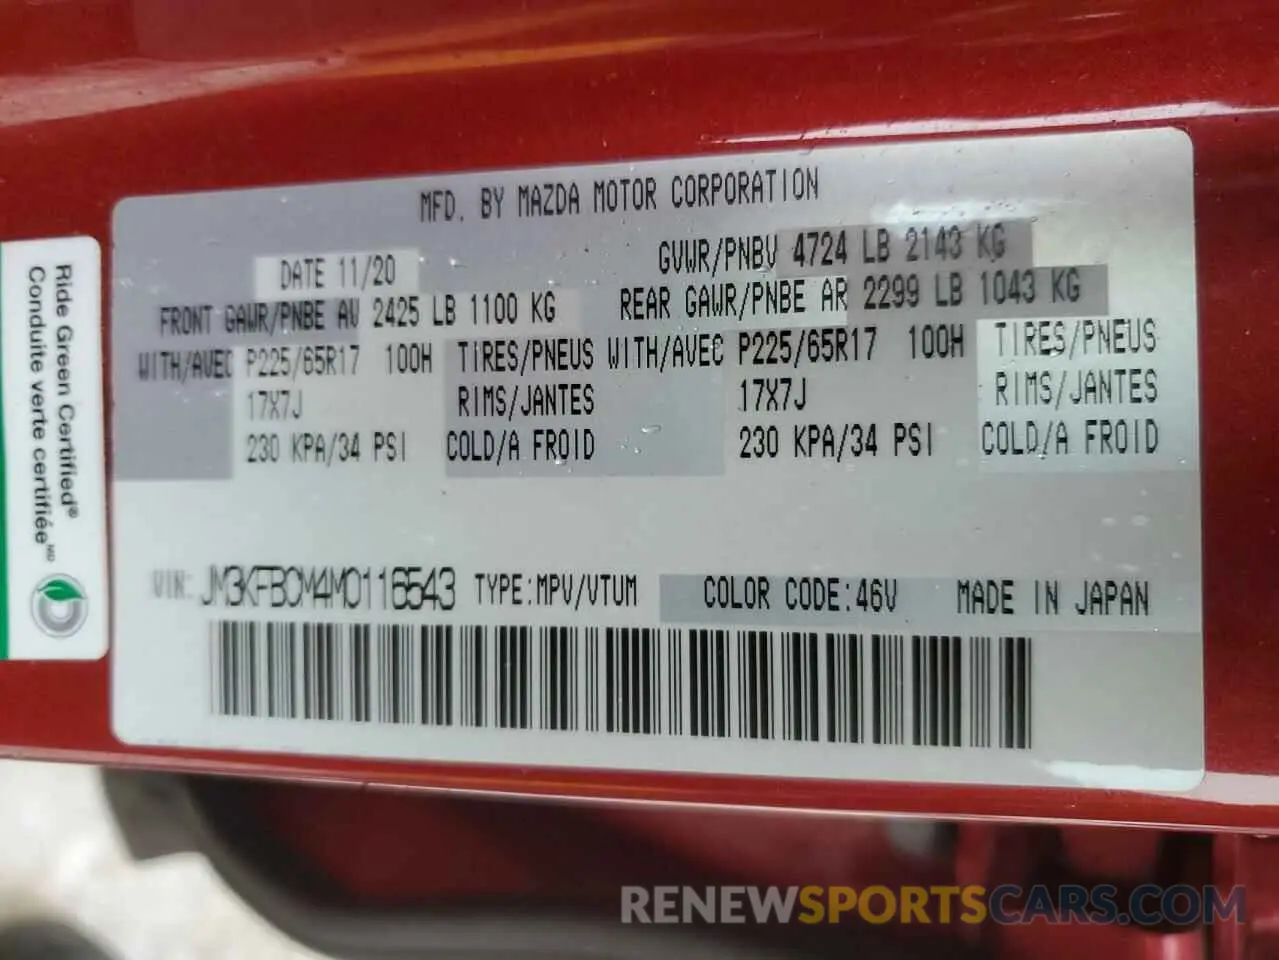 MFD. BY MAZDA MOTOR CORPORATION
DATE 11/20
GVWR/PNBV 4724 LB 2143 KG
FRONT GAWR/PNBE AV 2425 LB 1100 KG
REAR GAWR/PNBE AR 2299 LB 1043 KG
WITH/AVEC P225/65R17 100H TIRES/PNEUS WITH/AVEC P225/65R17 100H TIRES/PNEUS
17X7J RIMS/JANTES 17X7J RIMS/JANTES
230 KPA/34 PSI COLD/A FROID 230 KPA/34 PSI COLD/A FROID
VIN: JM3KFBCM4M0116543 TYPE:MPV/VTUM COLOR CODE:46V MADE IN JAPAN
Ride Green Certified®
Conduite verte certifiée MD
RENEWSPORTSCARS.COM